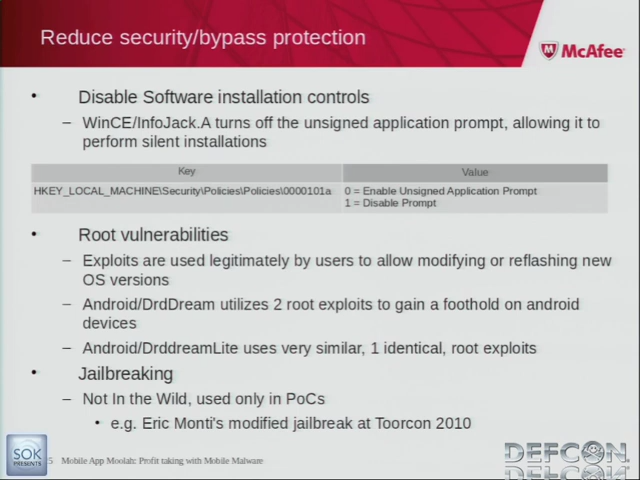 Reduce security/bypass protection
McAfee
• Disable Software installation controls
– WinCE/InfoJack.A turns off the unsigned application prompt, allowing it to
perform silent installations
Key Value
HKEY_LOCAL_MACHINE\Security\Policies\Policies\0000101a 0 = Enable Unsigned Application Prompt
1 = Disable Prompt
• Root vulnerabilities
– Exploits are used legitimately by users to allow modifying or reflashing new
OS versions
– Android/DrdDream utilizes 2 root exploits to gain a foothold on android
devices
– Android/DrddreamLite uses very similar, 1 identical, root exploits
• Jailbreaking
– Not In the Wild, used only in PoCs
• e.g. Eric Monti's modified jailbreak at Toorcon 2010
SOK
PRESENTS
5 Mobile App Moolah: Profit taking with Mobile Malware
DEFCON